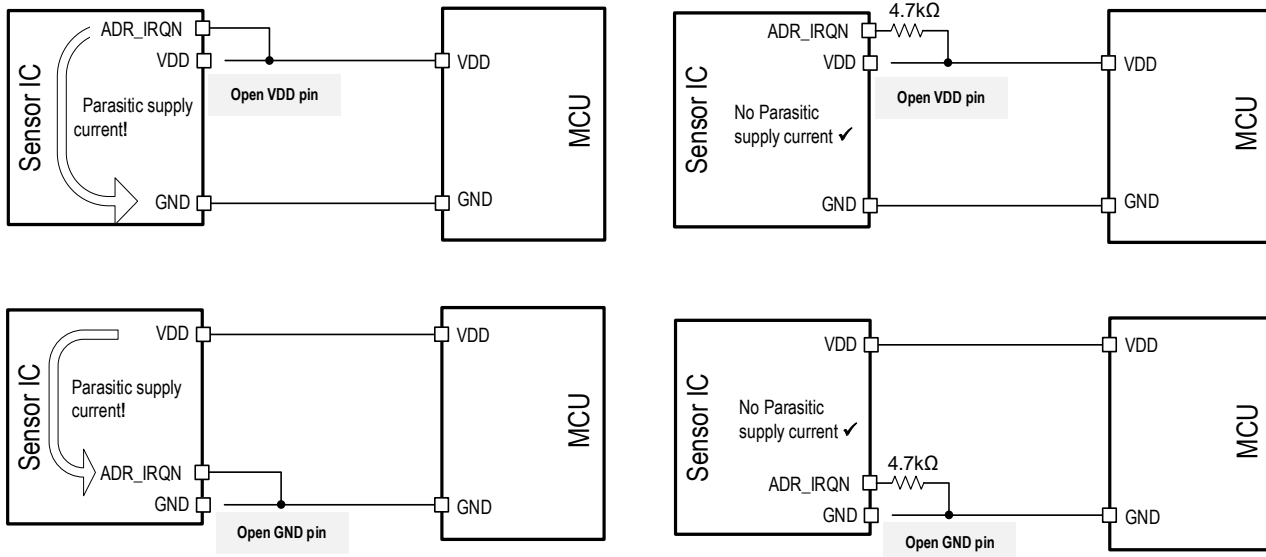 ADR_IRQN
VDD
Sensor IC
Parasitic supply
current!
Open VDD pin
GND
VDD
GND
MCU
4.7kΩ
ADR_IRQN
VDD
Sensor IC
No Parasitic
supply current ✓
Open VDD pin
GND
VDD
GND
MCU
VDD
Sensor IC
Parasitic supply
current!
ADR_IRQN
GND
Open GND pin
VDD
GND
MCU
VDD
Sensor IC
No Parasitic
supply current ✓
4.7kΩ
ADR_IRQN
GND
Open GND pin
VDD
GND
MCU